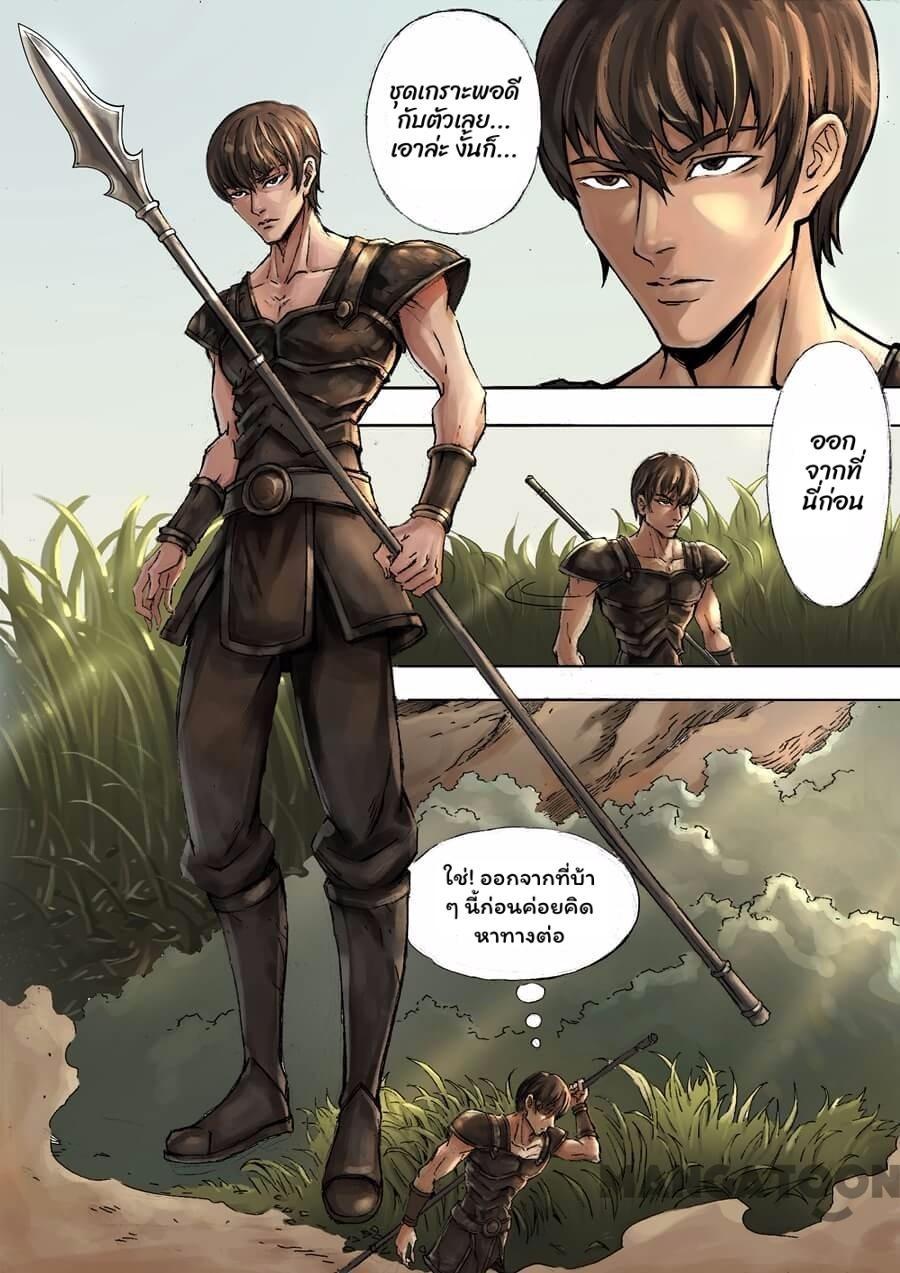 ชุดเกราะพอดี
กับตัวเลย...
เอาล่ะ งั้นก็...
ออก
จากที่
นี่ก่อน
ใช่! ออกจากที่บ้า
ๆ นี้ก่อนค่อยคิด
หาทางต่อ
MANGATOON